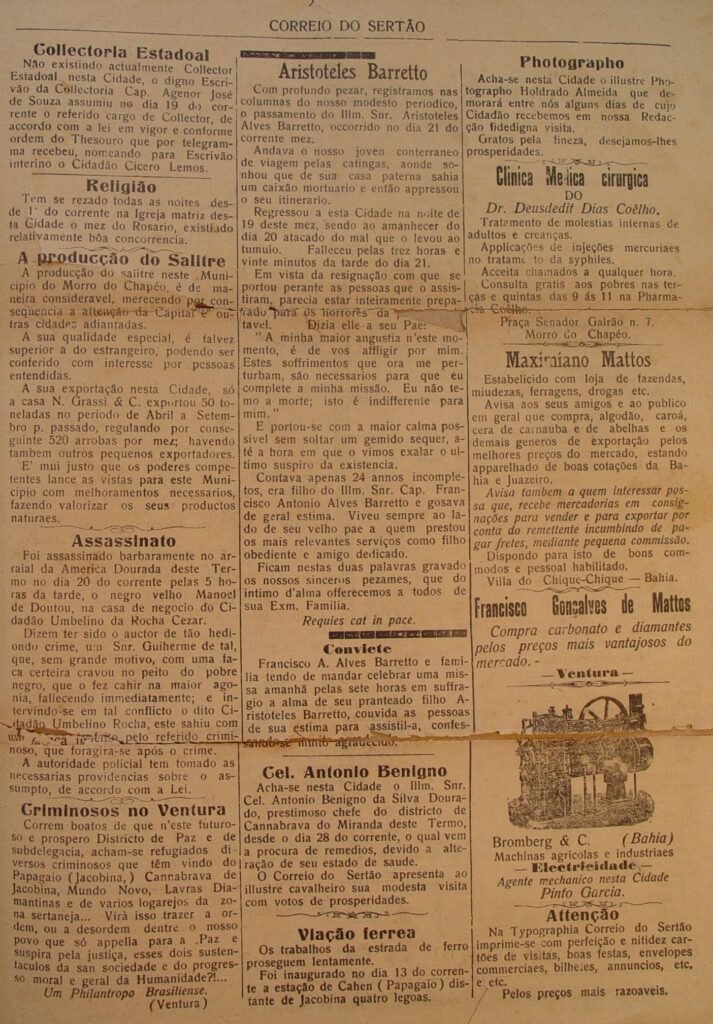 CORREIO DO SERTÃO
Collectoria Estadoal
Não existindo actualmente Collector
Estadoal nesta Cidade, o digno Escri-
vão da Collectoria Cap. Agenor José
de Souza assumiu no dia 19 do cor-
rente o referido cargo de Collector, de
accordo com a lei em vigor e conforme
ordem do Thesouro que por telegram-
ma recebeu, nomeando para Escrivão
interino o Cidadão Cicero Lemos.
Religião
Tem se rezado todas as noites des-
de 1º do corrente na Igreja matriz des-
ta Cidade o mez do Rosario, existindo
relativamente bôa concorrencia.
A producção do Salitre
A producção do salitre neste Muni-
cipio do Morro do Chapéo, é de ma-
neira consideravel, merecendo por con-
sequencia a attenção da Capital e ou-
tras cidades adiantadas.
A sua qualidade especial, é talvez
superior a do estrangeiro, podendo ser
conferido com interesse por pessoas
entendidas.
A sua exportação nesta Cidade, só
a casa N. Grassi & C. exportou 50 to-
neladas no periodo de Abril a Setem-
bro p. passado, regulando por conse-
guinte 520 arrobas por mez; havendo
tambem outros pequenos exportadores.
E' mui justo que os poderes compe-
tentes lance as vistas para este Muni-
cipio com melhoramentos necessarios,
fazendo valorizar os seus productos
naturaes.
Assassinato
Foi assassinado barbaramente no ar-
raial da America Dourada deste Ter-
mo no dia 20 do corrente pelas 5 ho-
ras da tarde, o negro velho Manoel
de Doutou, na casa de negocio do Ci-
dadão Umbelino da Rocha Cezar.
Dizem ter sido o auctor de tão hedi-
ondo crime, um Snr. Guiherme de tal,
que, sem grande motivo, com uma fa-
ca certeira cravou no peito do pobre
negro, que o fez cahir na maior ago-
nia, fallecendo immediatamente; e in-
tervindo-se em tal conflicto o dito Ci-
dadão Umbelino Rocha, este sahiu com
um pelo referido crimi-
noso, que foragira-se após o crime.
A autoridade policial tem tomado as
necessarias providencias sobre o as-
sumpto, de accordo com a Lei.
Criminosos no Ventura
Correm boatos de que n'este futuro-
so e prospero Districto de Paz e de
subdelegacia, acham-se refugiados di-
versos criminosos que têm vindo do
Papagaio (Jacobina,) Cannabrava de
Jacobina, Mundo Novo, Lavras Dia-
mantinas e de varios logarejos da zo-
na sertaneja... Virá isso trazer a or-
dem, ou a desordem dentre o nosso
povo que só appella para a Paz e
suspira pela justiça, esses dois susten-
taculos da san sociedade e do progres-
so moral e geral da Humanidade?!...
Um Philantropo Brasiliense.
(Ventura)
Aristoteles Barretto
Com profundo pezar, registramos nas
columnas do nosso modesto periodico,
o passamento do Illm. Snr. Aristoteles
Alves Barretto, occorrido no dia 21 do
corrente mez.
Andava o nosso joven conterraneo
de viagem pelas catingas, aonde so-
nhou que de sua casa paterna sahia
um caixão mortuario e então appressou
o seu itinerario.
Regressou a esta Cidade na noite de
19 deste mez, sendo ao amanhecer do
dia 20 atacado do mal que o levou ao
tumulo. Falleceu pelas trez horas e
vinte minutos da tarde do dia 21.
Em vista da resignação com que se
portou perante as pessoas que o assis-
tiram, parecia estar inteiramente prepa-
rado para os horrores da
tavel. Dizia elle a seu Pae:
" A minha maior angustia n'este mo-
mento, é de vos affligir por mim.
Estes soffrimentos que ora me per-
turbam, são necessarios para que eu
complete a minha missão. Eu não te-
mo a morte; isto é indifferente para
mim."
E portou-se com a maior calma pos-
sivel sem soltar um gemido sequer, a-
té a hora em que o vimos exalar o ul-
timo suspiro da existencia.
Contava apenas 24 annos incomple-
tos, era filho do Illm. Snr. Cap. Fran-
cisco Antonio Alves Barretto e gosava
de geral estima. Viveu sempre ao la-
do de seu velho pae a quem prestou
os mais relevantes serviços como filho
obediente e amigo dedicado.
Ficam nestas duas palavras gravado
os nossos sinceros pezames, que do
intimo d'alma offerecemos a todos de
sua Exm. Familia.
Requies cat in pace.
Convicte
Francisco A. Alves Barretto e fami-
lia tendo de mandar celebrar uma mis-
sa amanhã pelas sete horas em suffra-
gio a alma de seu pranteado filho A-
ristoteles Barretto, couvida as pessoas
de sua estima para assistil-a, confes-
sando-se muito agradecido.
Cel. Antonio Benigno
Acha-se nesta Cidade o Illm. Snr.
Cel. Antonio Benigno da Silva Doura-
do, prestimoso chefe do districto de
Cannabrava do Miranda deste Termo,
desde o dia 28 do corrente, o qual vem
a procura de remedios, devido a alte-
ração de seu estado de saude.
O Correio do Sertão apresenta ao
illustre cavalheiro sua modesta visita
com votos de prosperidades.
Viação ferrea
Os trabalhos da estrada de ferro
proseguem lentamente.
Foi inaugurado no dia 13 do corren-
te a estação de Cahen (Papagaio) dis-
tante de Jacobina quatro legoas.
Photographo
Acha-se nesta Cidade o illustre Pho-
tographo Holdrado Almeida que de-
morará entre nós alguns dias de cujo
Cidadão recebemos em nossa Redac-
ção fidedigna visita.
Gratos pela fineza, desejamos-lhes
prosperidades.
Clinica Medica cirurgica
DO
Dr. Deusdedit Dias Coêlho.
Tratamento de molestias internas de
adultos e creanças.
Applicações de injeções mercuriaes
no tratamento da syphiles.
Acceita chamados a qualquer hora.
Consulta gratis aos pobres nas ter-
ças e quintas das 9 ás 11 na Pharma-
cia Coêlho.
Praça Senador Galrão n. 7.
Morro do Chapéo.
Maximiano Mattos
Estabelicido com loja de fazendas,
miudezas, ferragens, drogas etc.
Avisa aos seus amigos e ao publico
em geral que compra, algodão, caroá,
cera de carnauba e de abelhas e os
demais generos de exportação pelos
melhores preços do mercado, estando
apparelhado de boas cotações da Ba-
hia e Juazeiro.
Avisa tambem a quem interessar pos-
sa que, recebe mercadorias em consig-
nações para vender e para exportar por
conta do remettente incumbindo de pa-
gar fretes, mediante pequena commissão.
Dispondo para isto de bons com-
modos e pessoal habilitado.
Villa do Chique-Chique — Bahia.
Francisco Gonçalves de Mattos
Compra carbonato e diamantes
pelos preços mais vantajosos do
mercado. -
— Ventura —
Bromberg & C. (Bahia)
Machinas agricolas e industriaes
— Electricidade —
Agente mechanico nesta Cidade
Pinto Garcia.
Attenção
Na Typographia Correio do Sertão
imprime-se com perfeição e nitidez car-
tões de visitas, boas festas, envelopes
commerciaes, bilhetes, annuncios, etc,
e etc.
Pelos preços mais razoaveis.